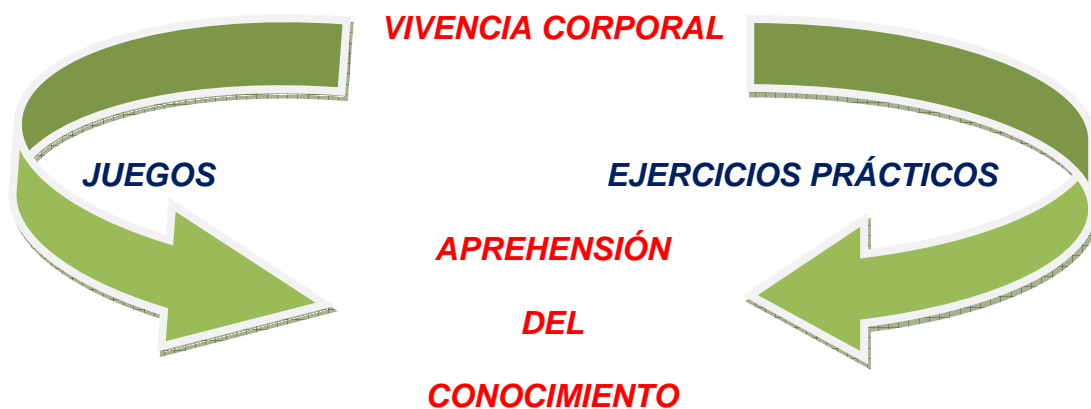 VIVENCIA CORPORAL
JUEGOS
EJERCICIOS PRÁCTICOS
APREHENSIÓN
DEL
CONOCIMIENTO